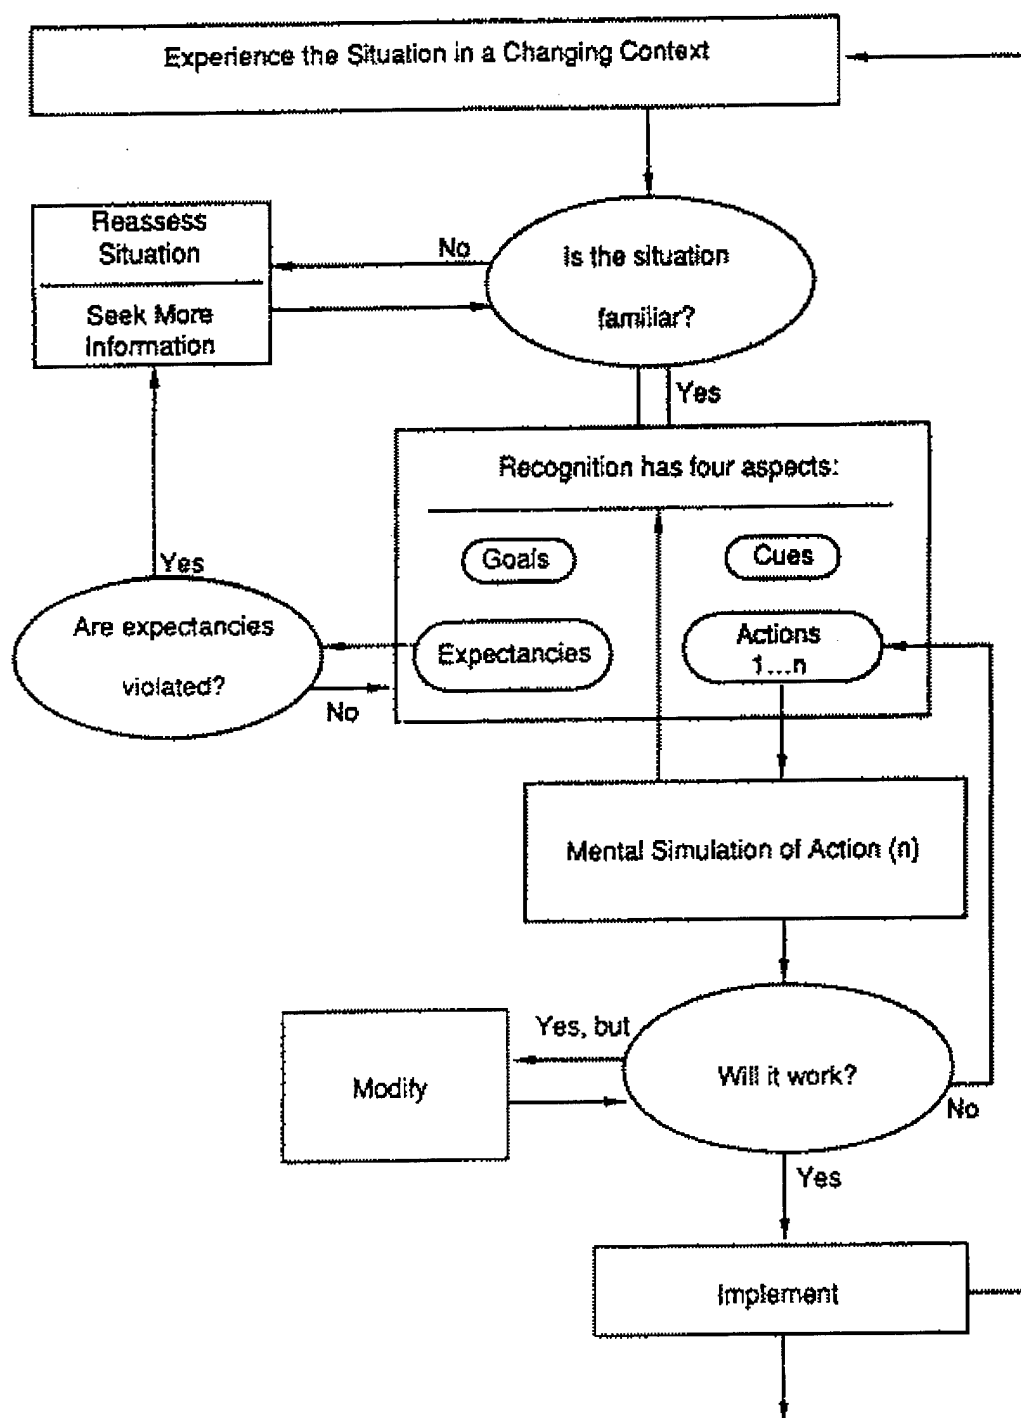 Experience the Situation in a Changing Context
Reassess
Situation
Seek More
Information
No
Is the situation
familiar?
Yes
Recognition has four aspects:
Goals
Cues
Expectancies
Actions
1...n
Yes
Are expectancies
violated?
No
Mental Simulation of Action (n)
Yes, but
Modify
Will it work?
No
Yes
Implement